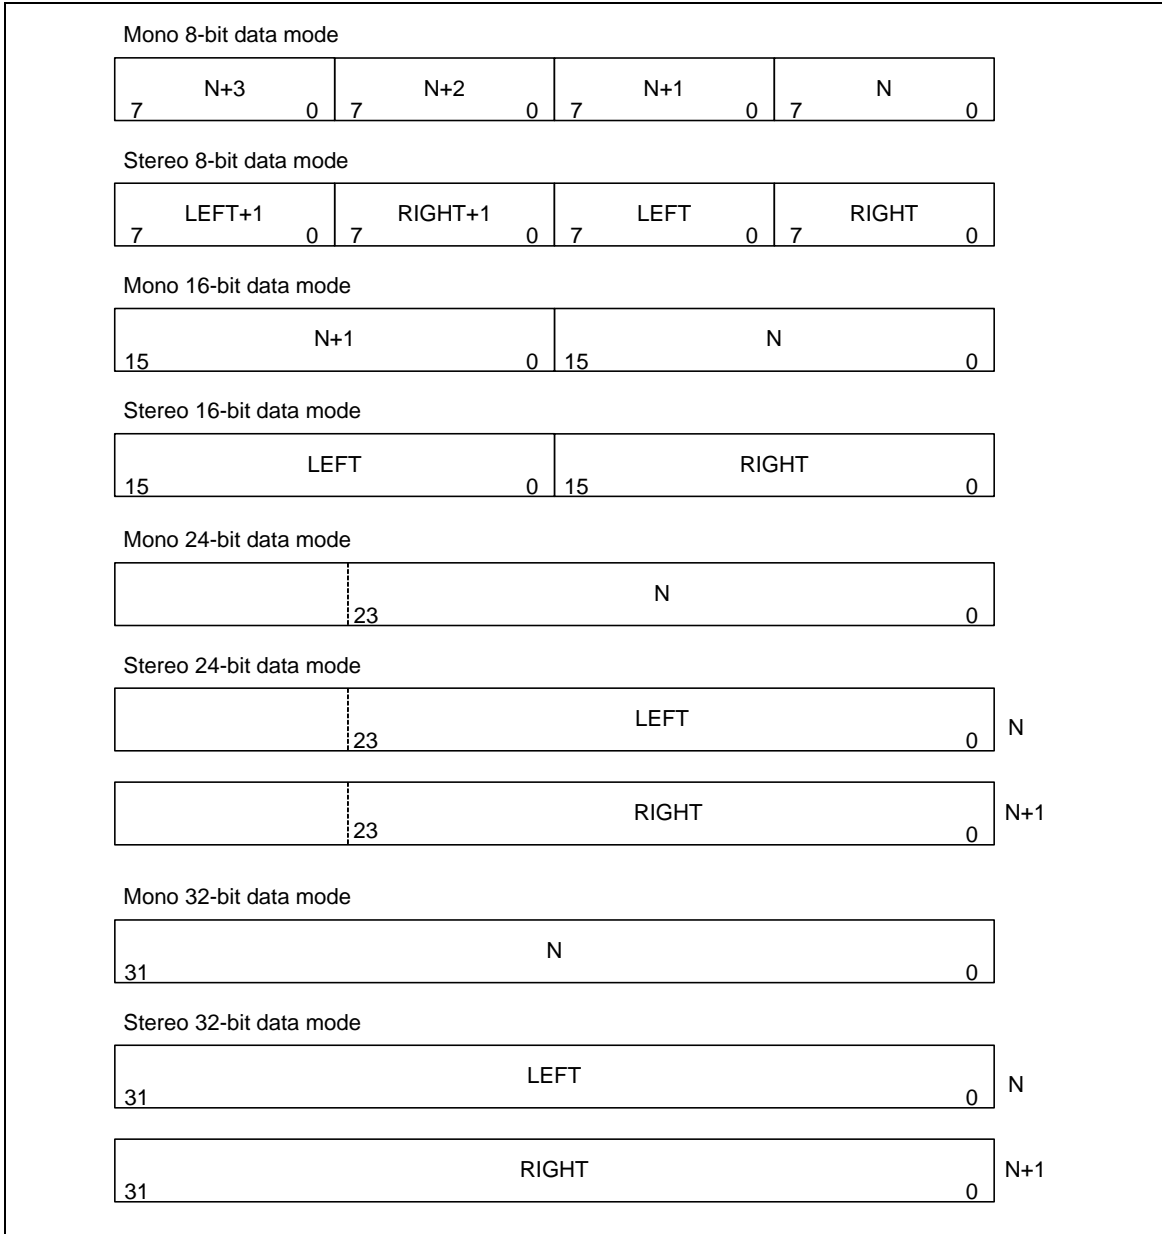 Mono 8-bit data mode
N+3 N+2 N+1 N
7 0 7 0 7 0 7 0
Stereo 8-bit data mode
LEFT+1 RIGHT+1 LEFT RIGHT
7 0 7 0 7 0 7 0
Mono 16-bit data mode
N+1 N
15 0 15 0
Stereo 16-bit data mode
LEFT RIGHT
15 0 15 0
Mono 24-bit data mode
N
23 0
Stereo 24-bit data mode
LEFT
N
23 0
RIGHT N+1
23 0
Mono 32-bit data mode
N
31 0
Stereo 32-bit data mode
LEFT
N
31 0
RIGHT N+1
31 0